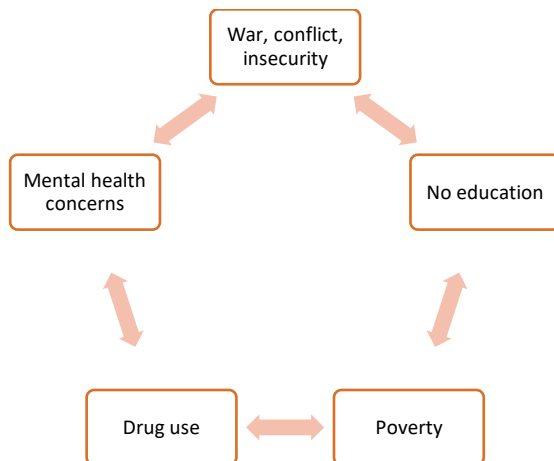 War, conflict,
insecurity
Mental health
concerns
No education
Drug use
Poverty